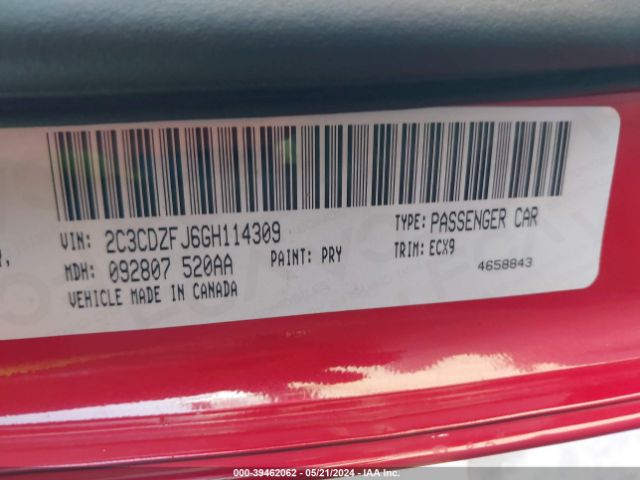 VIN: 2C3CDZFJ6GH114309 TYPE: PASSENGER CAR
MDH: 092807 520AA PAINT: PRY TRIM: ECX9
VEHICLE MADE IN CANADA 4658843
000-39462062 - 05/21/2024 - IAA Inc.